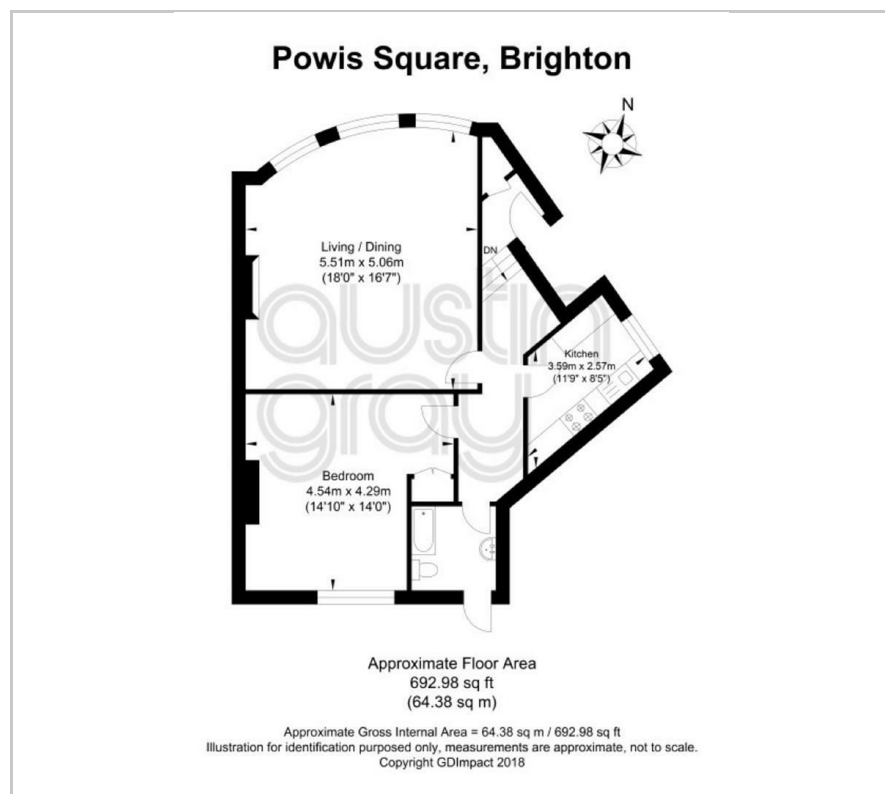 Powis Square, Brighton
N
Living / Dining
5.51m x 5.06m
(18'0" x 16'7")
DN
Kitchen
3.59m x 2.57m
(11'9" x 8'5")
austin
gray
Bedroom
4.54m x 4.29m
(14'10" x 14'0")
Approximate Floor Area
692.98 sq ft
(64.38 sq m)
Approximate Gross Internal Area = 64.38 sq m / 692.98 sq ft
Illustration for identification purposed only, measurements are approximate, not to scale.
Copyright GDImpact 2018